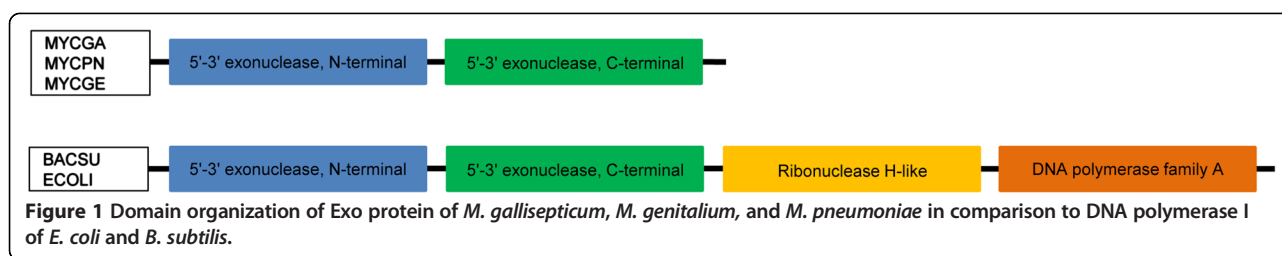 MYCGA
MYCPN
MYCGE
5'-3' exonuclease, N-terminal
5'-3' exonuclease, C-terminal
BACSU
ECOLI
5'-3' exonuclease, N-terminal
5'-3' exonuclease, C-terminal
Ribonuclease H-like
DNA polymerase family A
Figure 1 Domain organization of Exo protein of M. gallisepticum, M. genitalium, and M. pneumoniae in comparison to DNA polymerase I
of E. coli and B. subtilis.